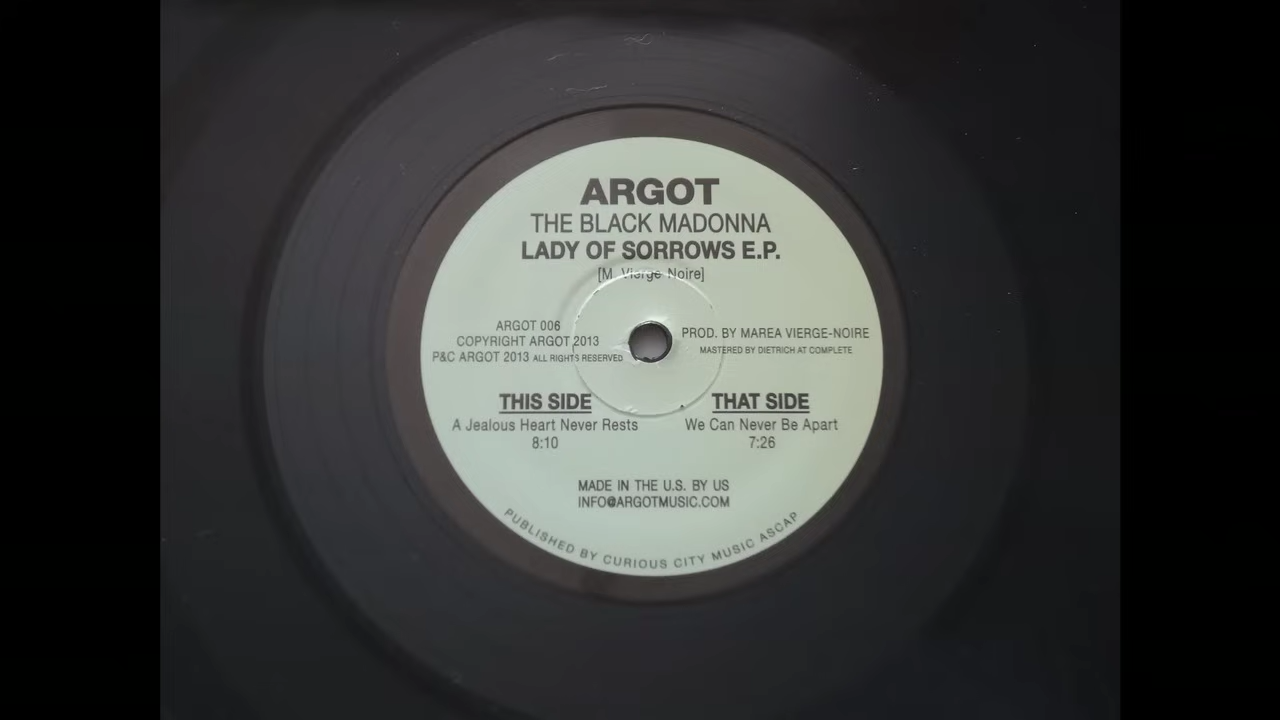 ARGOT
THE BLACK MADONNA
LADY OF SORROWS E.P.
[M. Vierge-Noire]
ARGOT 006
COPYRIGHT ARGOT 2013
P&C ARGOT 2013 ALL RIGHTS RESERVED
PROD. BY MAREA VIERGE-NOIRE
MASTERED BY DIETRICH AT COMPLETE
THIS SIDE
A Jealous Heart Never Rests
8:10
THAT SIDE
We Can Never Be Apart
7:26
MADE IN THE U.S. BY US
INFO@ARGOTMUSIC.COM
PUBLISHED BY CURIOUS CITY MUSIC ASCAP